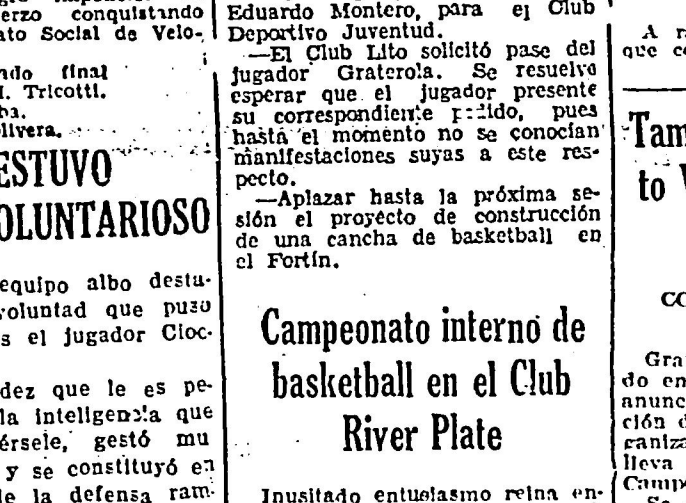 erzo conquistando
ato Social de Velo-
ndo final
I. Tricotti.
ba.
livera.
ESTUVO
OLUNTARIOSO
equipo albo desta-
voluntad que puso
s el jugador Cioc-
dez que le es pe-
la inteligencia que
érsele, gestó mu
y se constituyó en
de la defensa ram-
Eduardo Montero, para el Club
Deportivo Juventud.
—El Club Lito solicitó pase del
jugador Graterola. Se resuelve
esperar que el jugador presente
su correspondiente pedido, pues
hasta el momento no se conocían
manifestaciones suyas a este res-
pecto.
—Aplazar hasta la próxima se-
sión el proyecto de construcción
de una cancha de basketball en
el Fortín.
Campeonato interno de
basketball en el Club
River Plate
Inusitado entusiasmo reina en-
A r
que c
Tam
to V
CC
Gra
do en
anunc
ción d
ganiza
lleva
Campe
Se